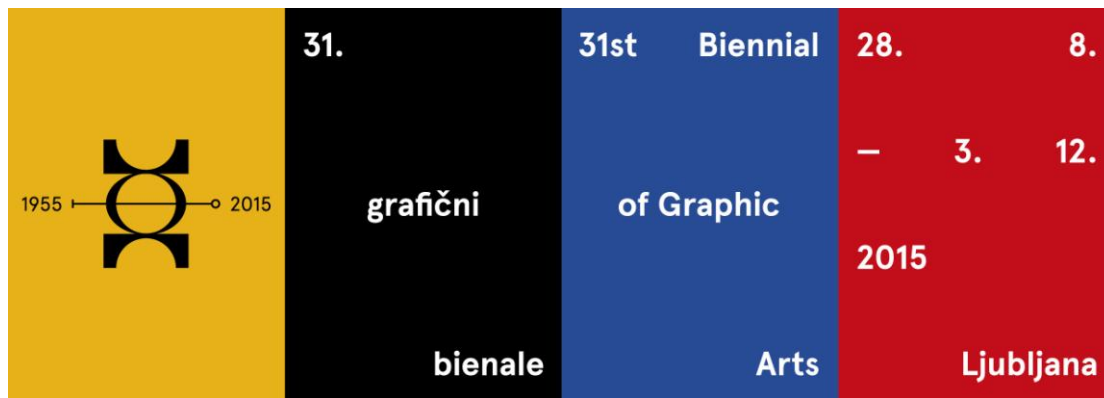 1955 2015
31.
grafični
bienale
31st Biennial
of Graphic
Arts
28. 8.
– 3. 12.
2015
Ljubljana